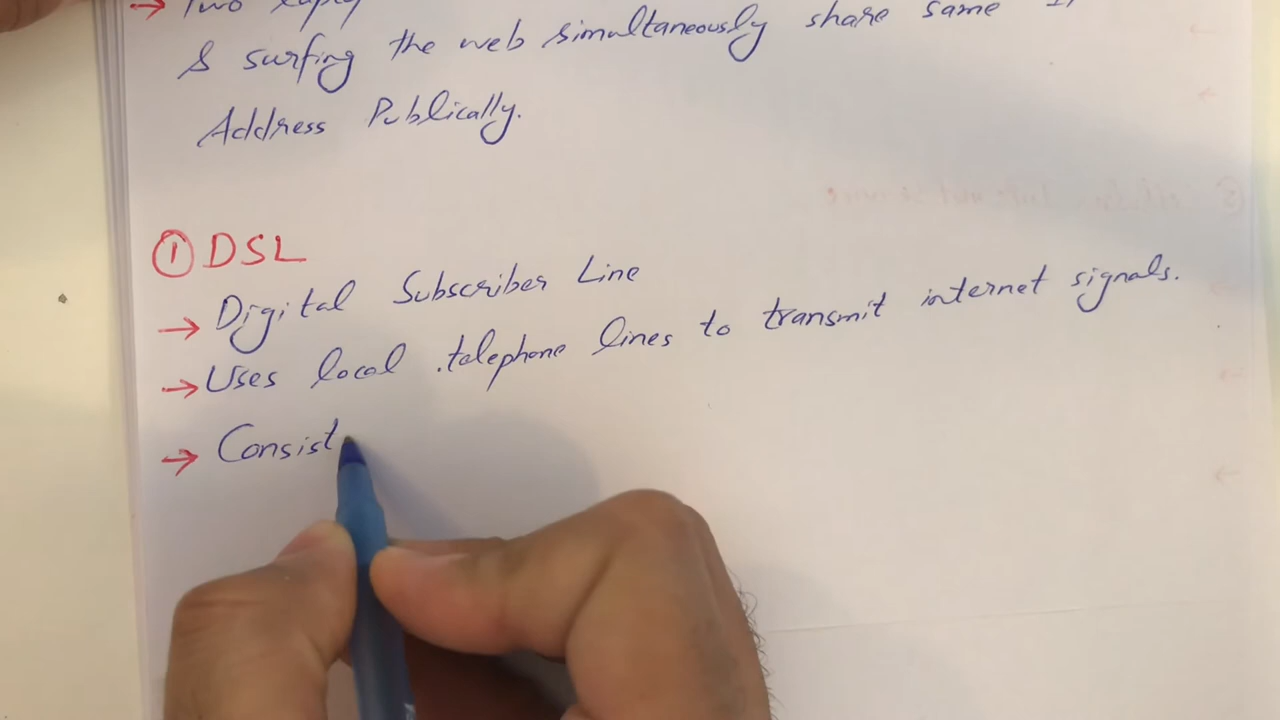 → Two
& surfing the web simultaneously share same
Address Publically.
① DSL
→ Digital Subscriber Line
→ Uses local telephone lines to transmit internet signals.
→ Consist